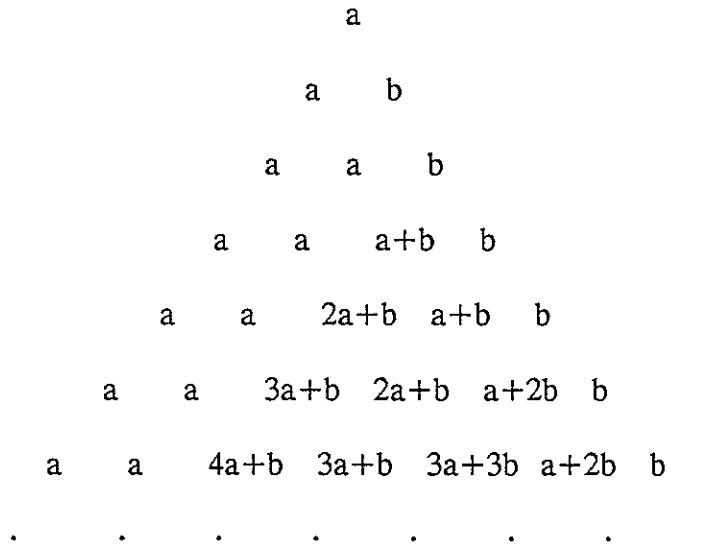 a
a b
a a b
a a a+b b
a a 2a+b a+b b
a a 3a+b 2a+b a+2b b
a a 4a+b 3a+b 3a+3b a+2b b
. . . . . . .